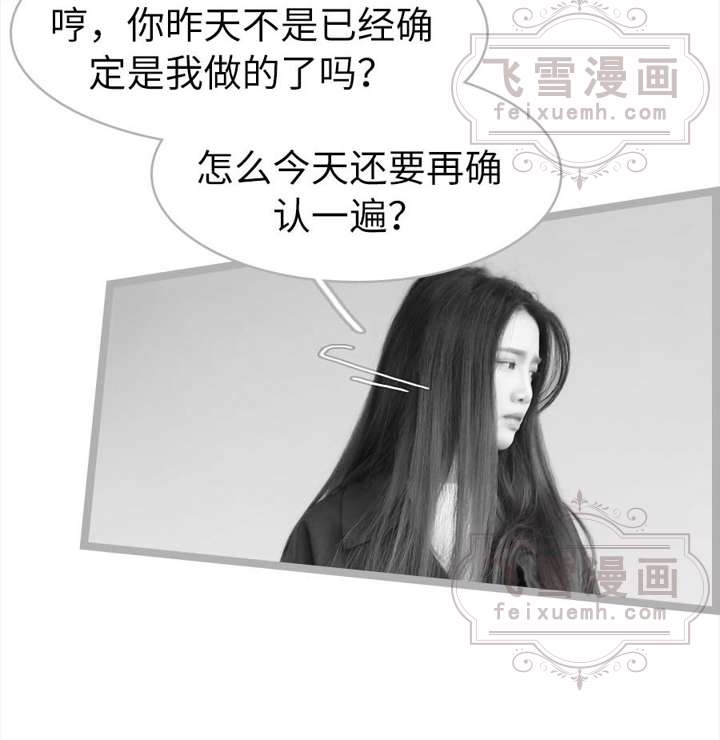 哼，你昨天不是已经确
定是我做的了吗？
怎么今天还要再确
认一遍？
飞雪漫画
feixuemh.com
飞雪漫画
feixuemh.com